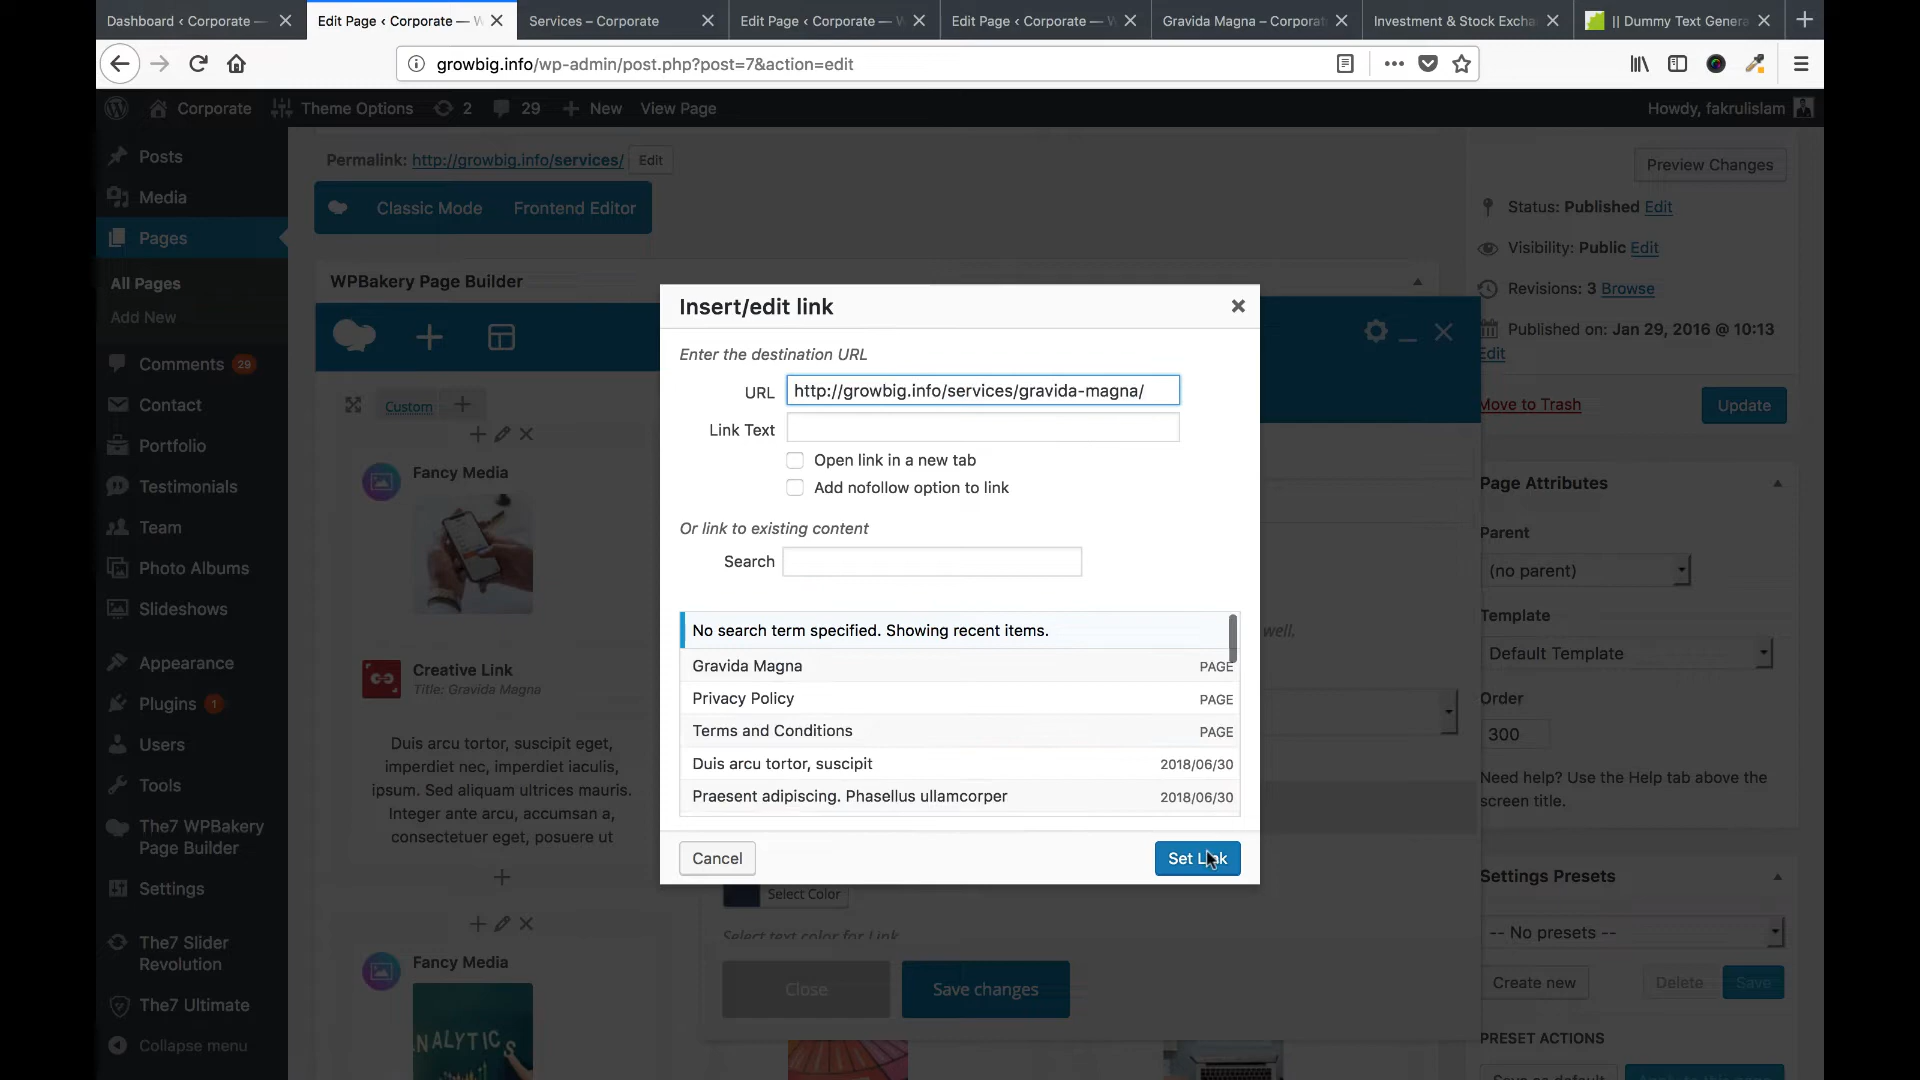 Dashboard ‹ Corporate —
Edit Page ‹ Corporate — W
Services – Corporate
Edit Page ‹ Corporate — W
Edit Page ‹ Corporate — W
Gravida Magna – Corporat
Investment & Stock Excha
|| Dummy Text Genera
growbig.info/wp-admin/post.php?post=7&action=edit
Corporate
Theme Options
2
29
New
View Page
Howdy, fakrulislam
Posts
Media
Pages
All Pages
Add New
Comments 29
Contact
Portfolio
Testimonials
Team
Photo Albums
Slideshows
Appearance
Plugins 1
Users
Tools
The7 WPBakery
Page Builder
Settings
The7 Slider
Revolution
The7 Ultimate
Collapse menu
Permalink: http://growbig.info/services/ Edit
Classic Mode
Frontend Editor
WPBakery Page Builder
Custom
Fancy Media
Creative Link
Title: Gravida Magna
Duis arcu tortor, suscipit eget,
imperdiet nec, imperdiet iaculis,
ipsum. Sed aliquam ultrices mauris.
Integer ante arcu, accumsan a,
consectetuer eget, posuere ut
Fancy Media
ANALYTICS
Insert/edit link
Enter the destination URL
URL http://growbig.info/services/gravida-magna/
Link Text
Open link in a new tab
Add nofollow option to link
Or link to existing content
Search
No search term specified. Showing recent items.
Gravida Magna PAGE
Privacy Policy PAGE
Terms and Conditions PAGE
Duis arcu tortor, suscipit 2018/06/30
Praesent adipiscing. Phasellus ullamcorper 2018/06/30
Cancel
Set Link
well.
Select Color
Select text color for Link
Close
Save changes
Preview Changes
Status: Published Edit
Visibility: Public Edit
Revisions: 3 Browse
Published on: Jan 29, 2016 @ 10:13
Edit
Move to Trash
Update
Page Attributes
Parent
(no parent)
Template
Default Template
Order
300
Need help? Use the Help tab above the
screen title.
Settings Presets
-- No presets --
Create new
Delete
Save
PRESET ACTIONS
Save as default